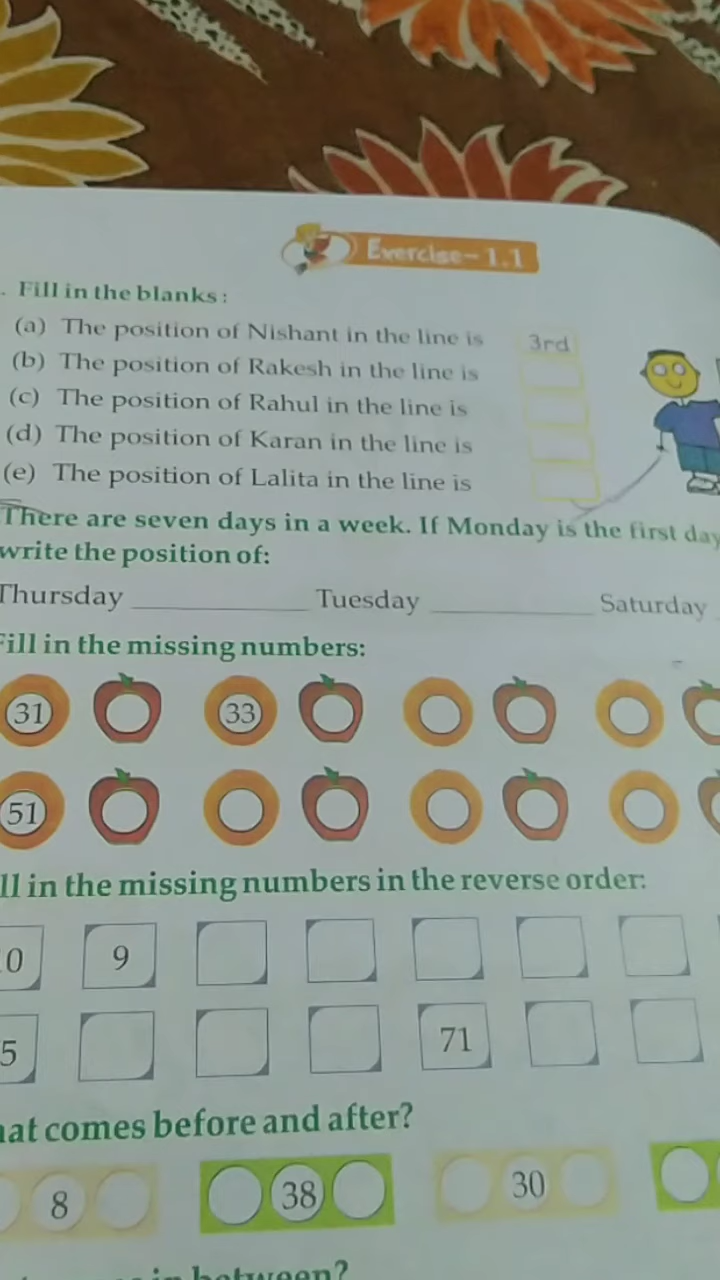 Exercise-1.1
. Fill in the blanks:
(a) The position of Nishant in the line is 3rd
(b) The position of Rakesh in the line is
(c) The position of Rahul in the line is
(d) The position of Karan in the line is
(e) The position of Lalita in the line is
There are seven days in a week. If Monday is the first day
write the position of:
Thursday Tuesday Saturday
Fill in the missing numbers:
31 33
51
ll in the missing numbers in the reverse order:
0 9
5 71
hat comes before and after?
8 38 30
in between?